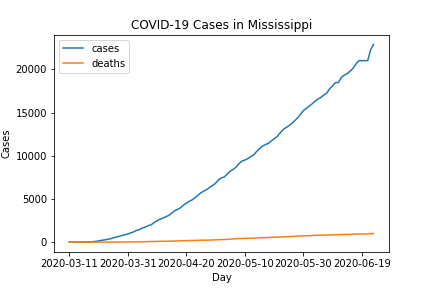 COVID-19 Cases in Mississippi
cases
deaths
20000
15000
10000
5000
0
Cases
2020-03-11 2020-03-31 2020-04-20 2020-05-10 2020-05-30 2020-06-19
Day